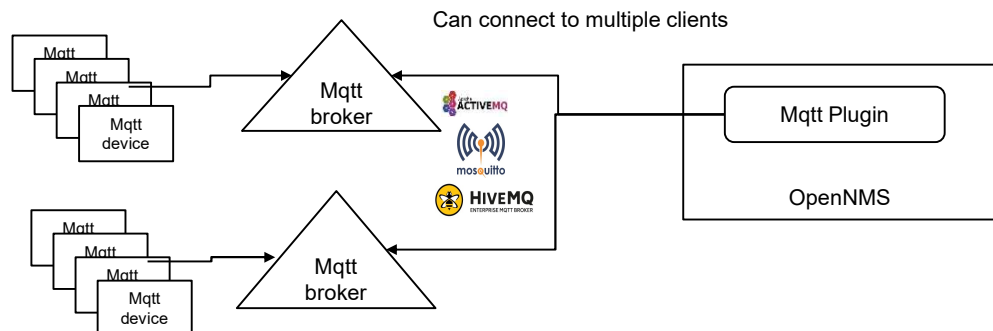 Can connect to multiple clients
Mqtt
Mqtt
Mqtt
Mqtt
device
Mqtt
broker
APACHE
ACTIVEMQ
mosquitto
HIVEMQ
ENTERPRISE MQTT BROKER
Mqtt Plugin
OpenNMS
Mqtt
Mqtt
Mqtt
Mqtt
device
Mqtt
broker